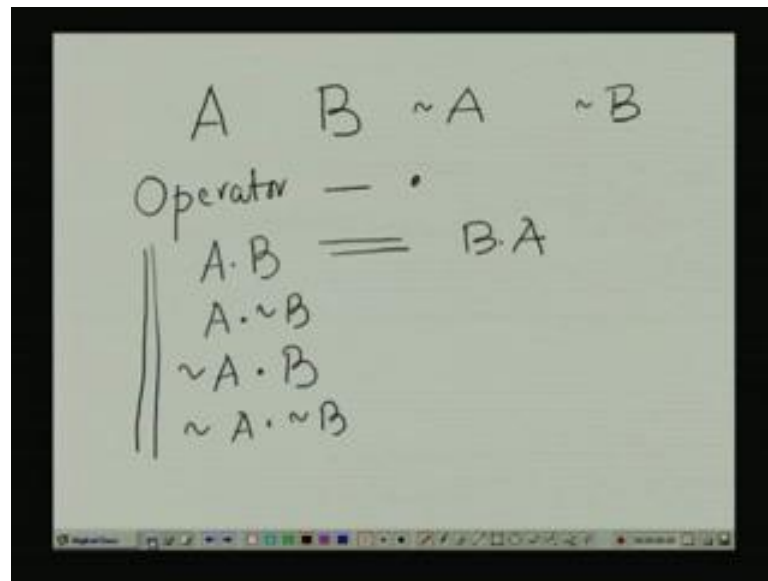 A B ~A ~B
Operator — •
A·B = B·A
A·~B
~A·B
~A·~B